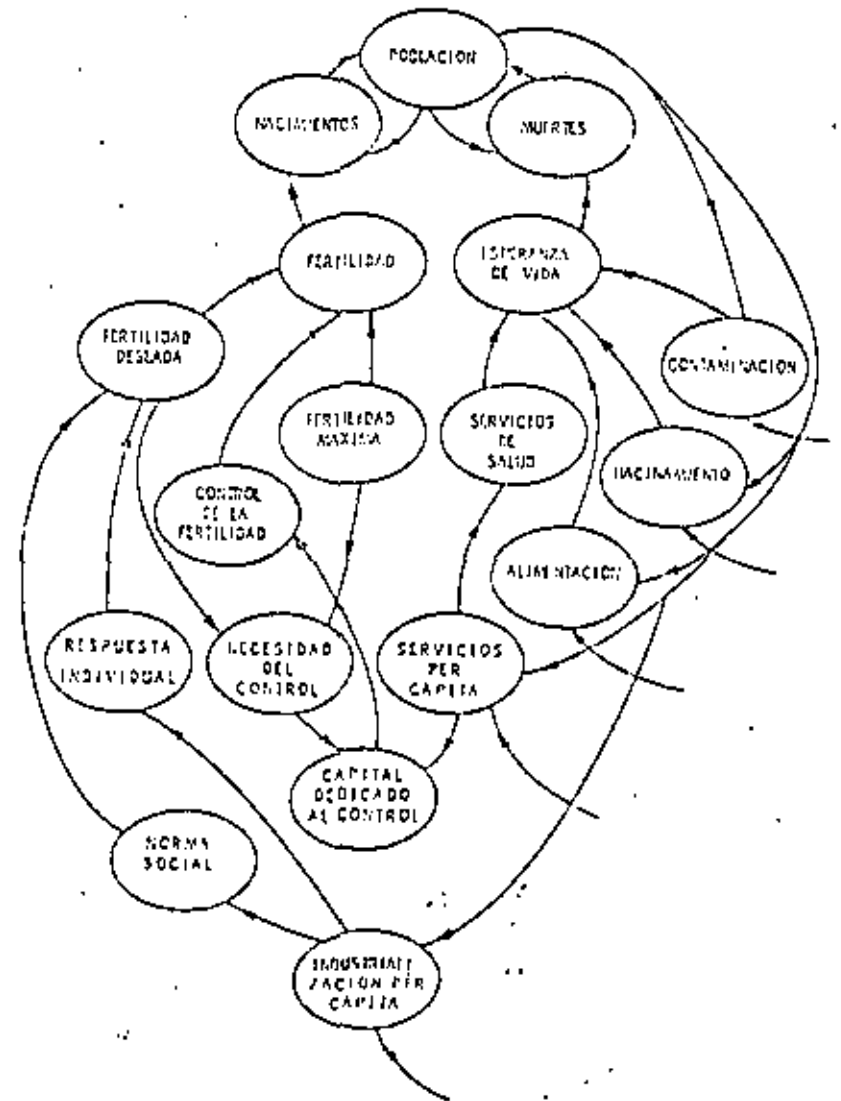 POBLACION
NACIMIENTOS
MUERTES
FERTILIDAD
ESPERANZA
DE VIDA
FERTILIDAD
DESEADA
CONTAMINACION
FERTILIDAD
MAXIMA
SERVICIOS
DE
SALUD
HACINAMIENTO
CONTROL
DE LA
FERTILIDAD
ALIMENTACION
RESPUESTA
INDIVIDUAL
NECESIDAD
DEL
CONTROL
SERVICIOS
PER
CAPITA
CAPITAL
DEDICADO
AL CONTROL
NORMA
SOCIAL
INDUSTRIALI
ZACION PER
CAPITA